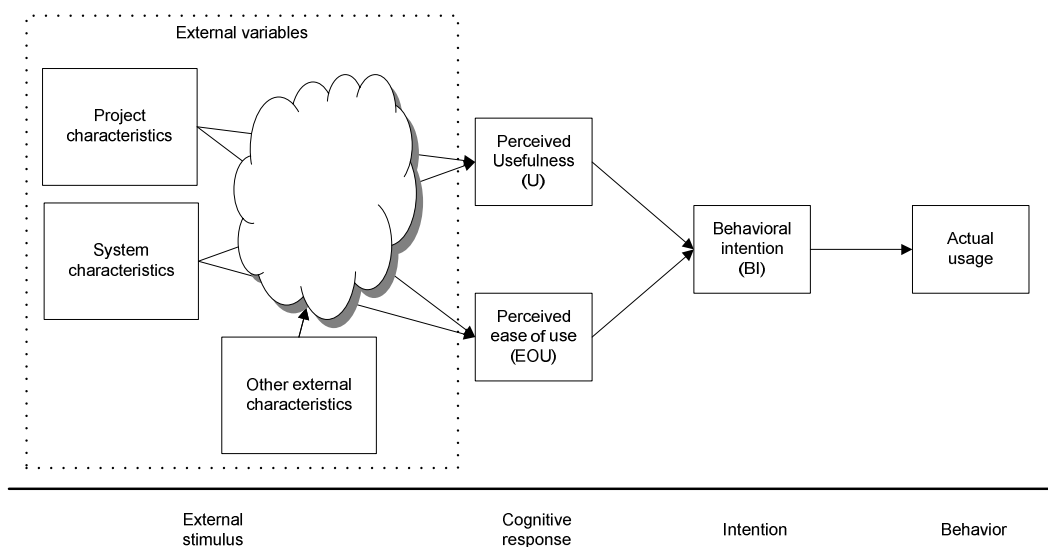 External variables
Project
characteristics
System
characteristics
Other external
characteristics
Perceived
Usefulness
(U)
Perceived
ease of use
(EOU)
Behavioral
intention
(BI)
Actual
usage
External
stimulus
Cognitive
response
Intention
Behavior